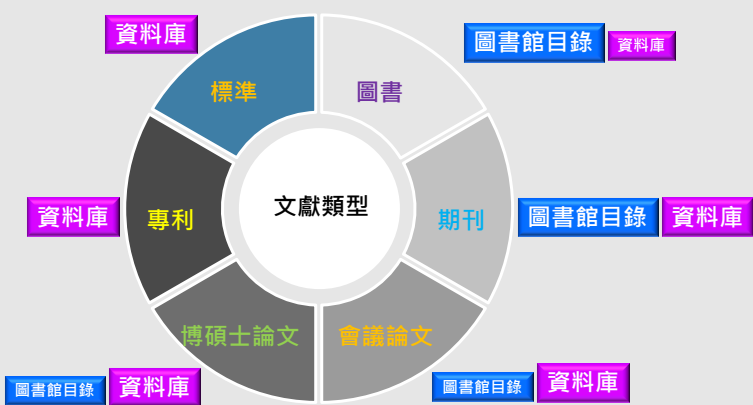 資料庫
圖書館目錄 資料庫
標準
圖書
文獻類型
資料庫
專利
期刊
圖書館目錄 資料庫
博碩士論文
會議論文
圖書館目錄 資料庫
圖書館目錄 資料庫